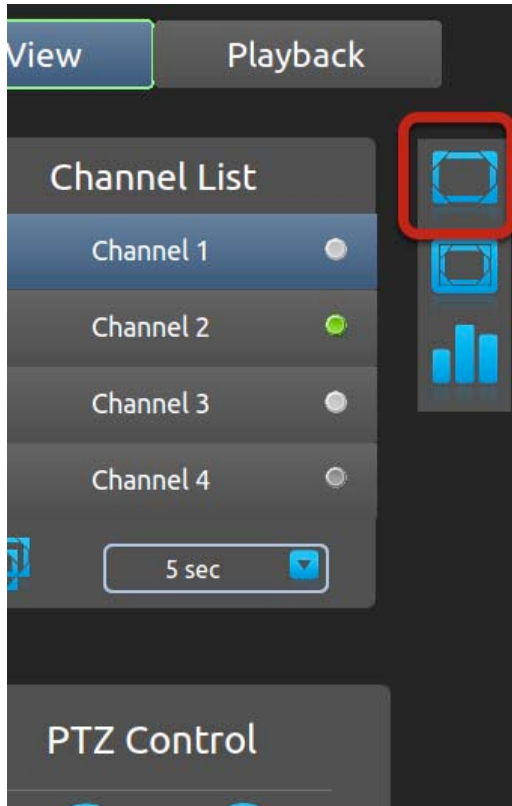 View
Playback
Channel List
Channel 1
Channel 2
Channel 3
Channel 4
5 sec
PTZ Control